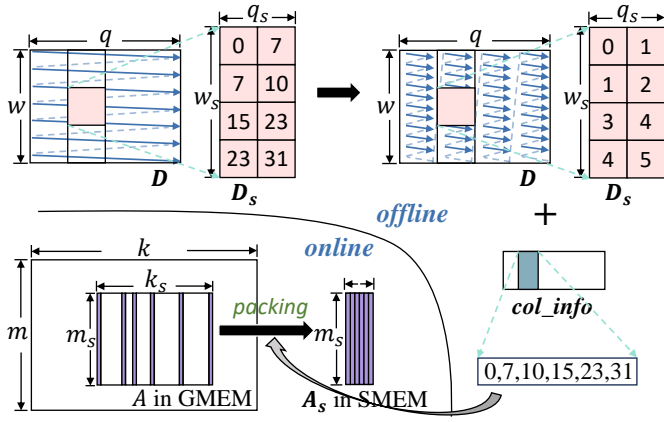 q
w
D
q_s
w_s
0 7
7 10
15 23
23 31
D_s
q
w
D
q_s
w_s
0 1
1 2
3 4
4 5
D_s
offline
online
+
k
m
k_s
m_s
A in GMEM
packing
m_s
A_s in SMEM
col_info
0,7,10,15,23,31